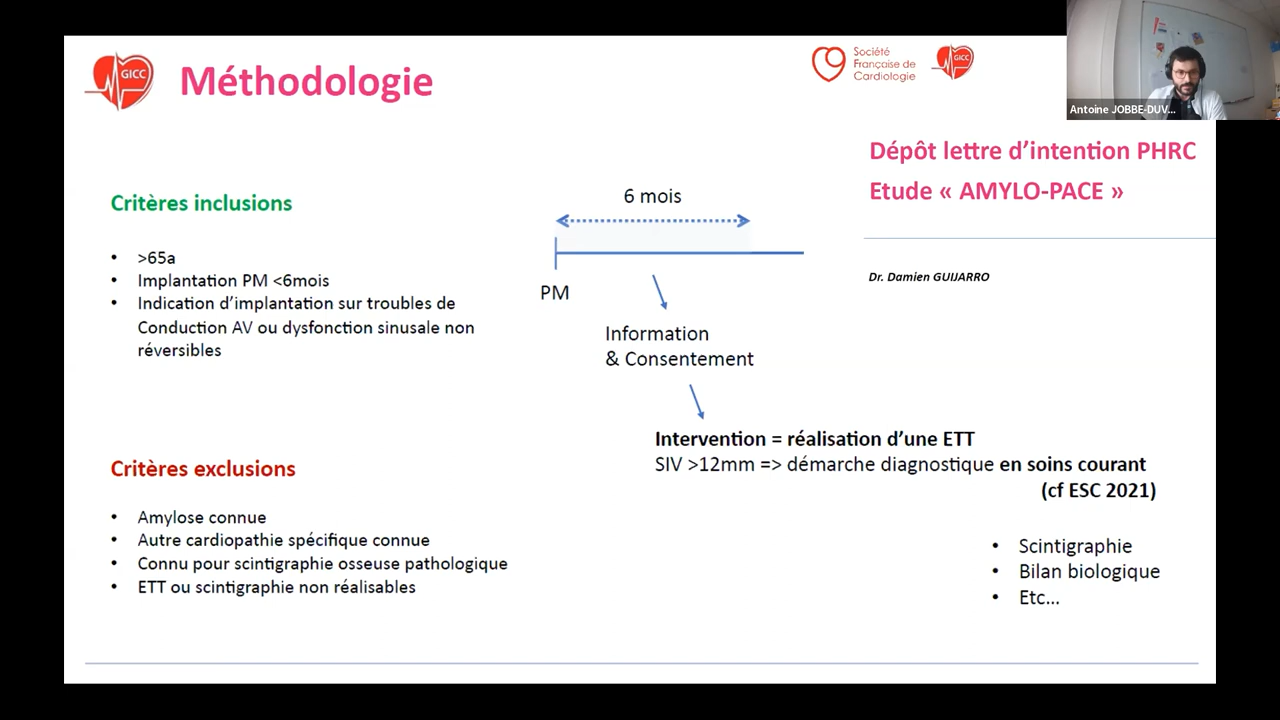 GICC
Méthodologie
Société
Française de
Cardiologie
GICC
Antoine JOBBE-DUV...
Dépôt lettre d'intention PHRC
Etude « AMYLO-PACE »
Dr. Damien GUIJARRO
Critères inclusions
• >65a
• Implantation PM <6mois
• Indication d'implantation sur troubles de
Conduction AV ou dysfonction sinusale non
réversibles
6 mois
PM
Information
& Consentement
Intervention = réalisation d'une ETT
SIV >12mm => démarche diagnostique en soins courant
(cf ESC 2021)
• Scintigraphie
• Bilan biologique
• Etc...
Critères exclusions
• Amylose connue
• Autre cardiopathie spécifique connue
• Connu pour scintigraphie osseuse pathologique
• ETT ou scintigraphie non réalisables